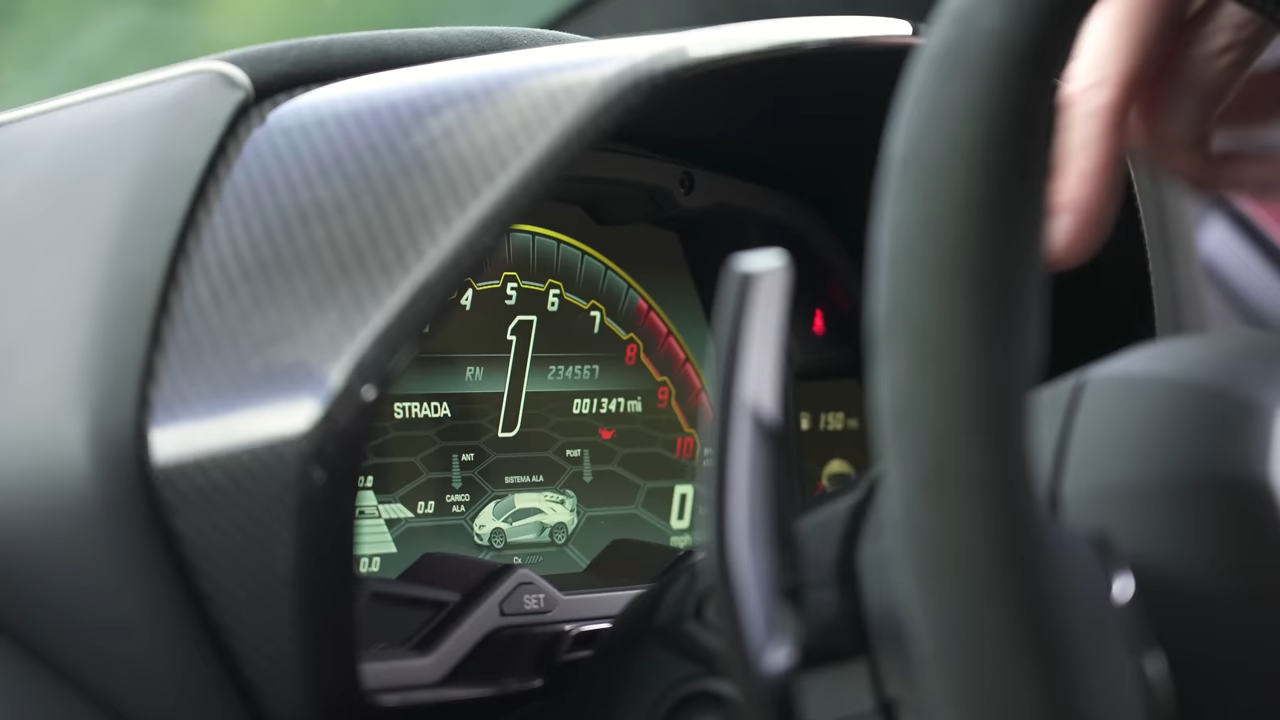 4 5 6 7 8 9 10
1
RN 234567
STRADA 001347 mi
150
ANT POST
SISTEMA ALA
0.0
0.0 CARICO ALA
0
mph
Cx
0.0
SET